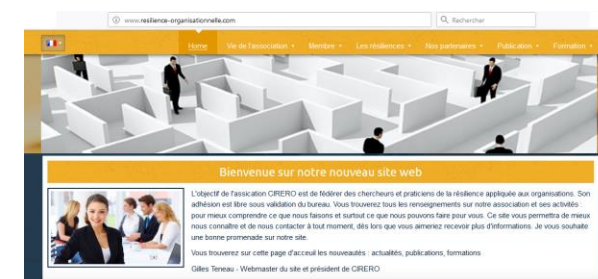 www.resilience-organisationnelle.com
Rechercher
Home Vie de l'association Membre Les résiliences Nos partenaires Publication Formation
Bienvenue sur notre nouveau site web
L'objectif de l'assication CIRERO est de fédérer des chercheurs et praticiens de la résilience appliquée aux organisations. Son
adhésion est libre sous validation du bureau. Vous trouverez tous les renseignements sur notre association et ses activités :
pour mieux comprendre ce que nous faisons et surtout ce que nous pouvons faire pour vous. Ce site vous permettra de mieux
nous connaître et de nous contacter à tout moment, dès lors que vous aimeriez recevoir plus d'informations. Je vous souhaite
une bonne promenade sur notre site.
Vous trouverez sur cette page d'acceuil les nouveautés : actualités, publications, formations
Gilles Teneau - Webmaster du site et président de CIRERO